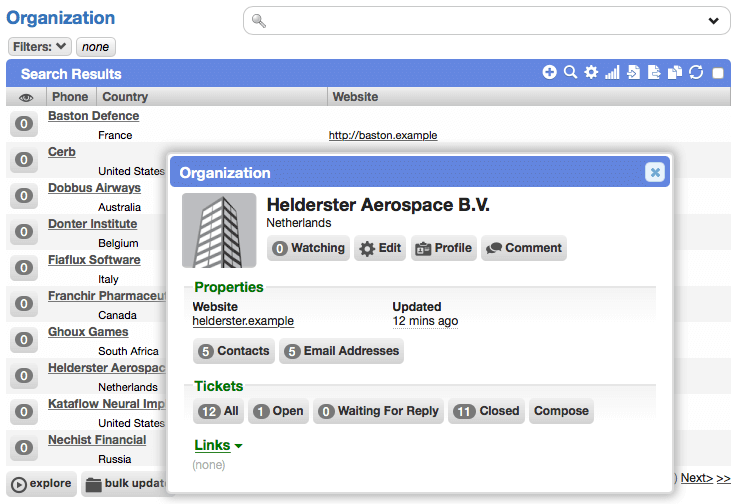 Organization
Filters: none
Search Results
Phone Country Website
0 Baston Defence
France http://baston.example
0 Cerb
United States
0 Dobbus Airways
Australia
0 Donter Institute
Belgium
0 Fiaflux Software
Italy
0 Franchir Pharmaceut
Canada
0 Ghoux Games
South Africa
0 Helderster Aerospac
Netherlands
0 Kataflow Neural Imp
United States
0 Nechist Financial
Russia
explore bulk updat
) Next> >>
Organization
Helderster Aerospace B.V.
Netherlands
0 Watching Edit Profile Comment
Properties
Website Updated
helderster.example 12 mins ago
5 Contacts 5 Email Addresses
Tickets
12 All 1 Open 0 Waiting For Reply 11 Closed Compose
Links
(none)